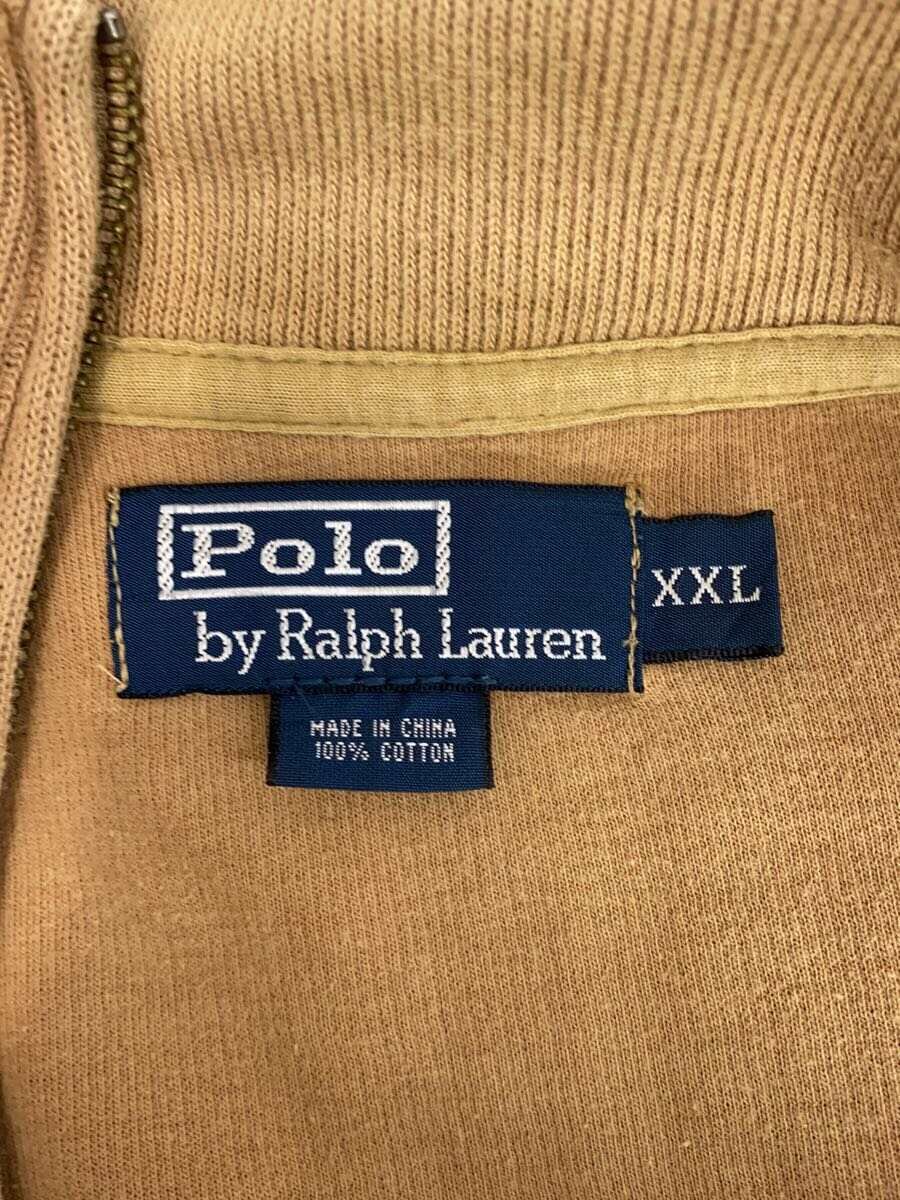 Polo
by Ralph Lauren
XXL
MADE IN CHINA
100% COTTON